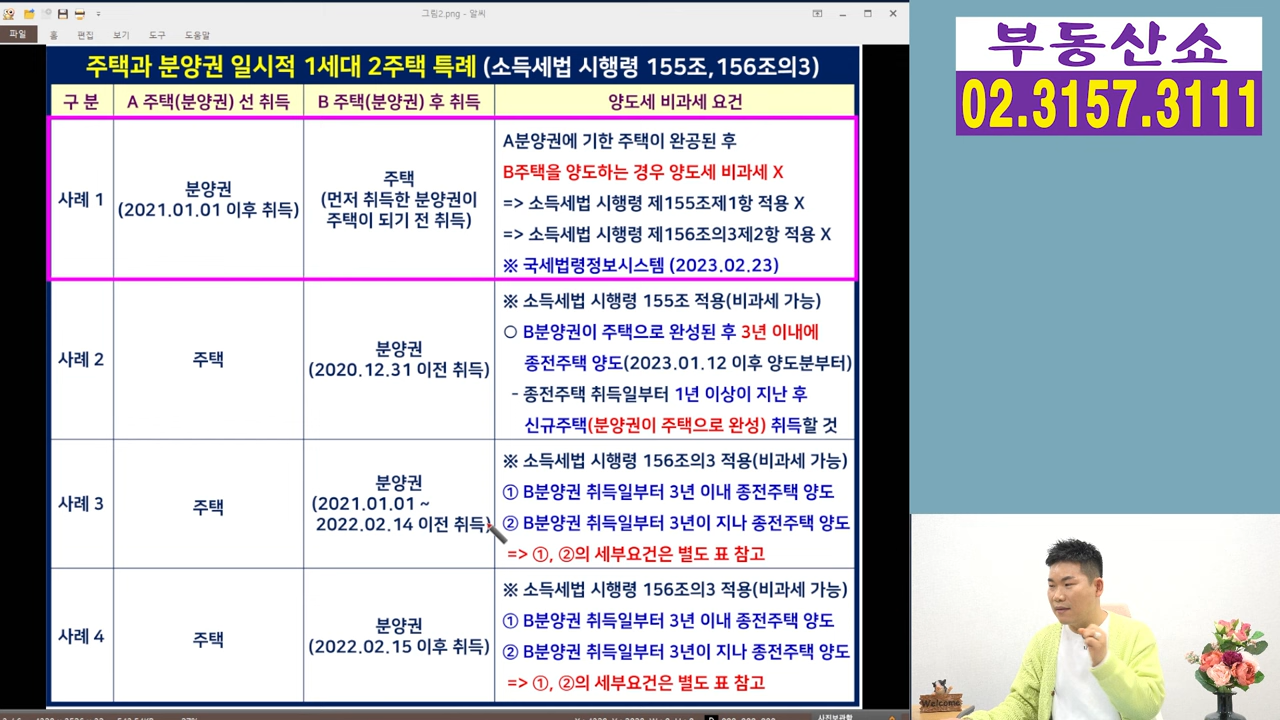 그림2.png - 알씨
파일
홈
편집
보기
도구
도움말
주택과 분양권 일시적 1세대 2주택 특례 (소득세법 시행령 155조,156조의3)
구 분
A 주택(분양권) 선 취득
B 주택(분양권) 후 취득
양도세 비과세 요건
사례 1
분양권
(2021.01.01 이후 취득)
주택
(먼저 취득한 분양권이
주택이 되기 전 취득)
A분양권에 기한 주택이 완공된 후
B주택을 양도하는 경우 양도세 비과세 X
=> 소득세법 시행령 제155조제1항 적용 X
=> 소득세법 시행령 제156조의3제2항 적용 X
※ 국세법령정보시스템 (2023.02.23)
사례 2
주택
분양권
(2020.12.31 이전 취득)
※ 소득세법 시행령 155조 적용(비과세 가능)
○ B분양권이 주택으로 완성된 후 3년 이내에
종전주택 양도(2023.01.12 이후 양도분부터)
- 종전주택 취득일부터 1년 이상이 지난 후
신규주택(분양권이 주택으로 완성) 취득할 것
사례 3
주택
분양권
(2021.01.01 ~
2022.02.14 이전 취득)
※ 소득세법 시행령 156조의3 적용(비과세 가능)
① B분양권 취득일부터 3년 이내 종전주택 양도
② B분양권 취득일부터 3년이 지나 종전주택 양도
=> ①, ②의 세부요건은 별도 표 참고
사례 4
주택
분양권
(2022.02.15 이후 취득)
※ 소득세법 시행령 156조의3 적용(비과세 가능)
① B분양권 취득일부터 3년 이내 종전주택 양도
② B분양권 취득일부터 3년이 지나 종전주택 양도
=> ①, ②의 세부요건은 별도 표 참고
부동산쇼
02.3157.3111
Welcome